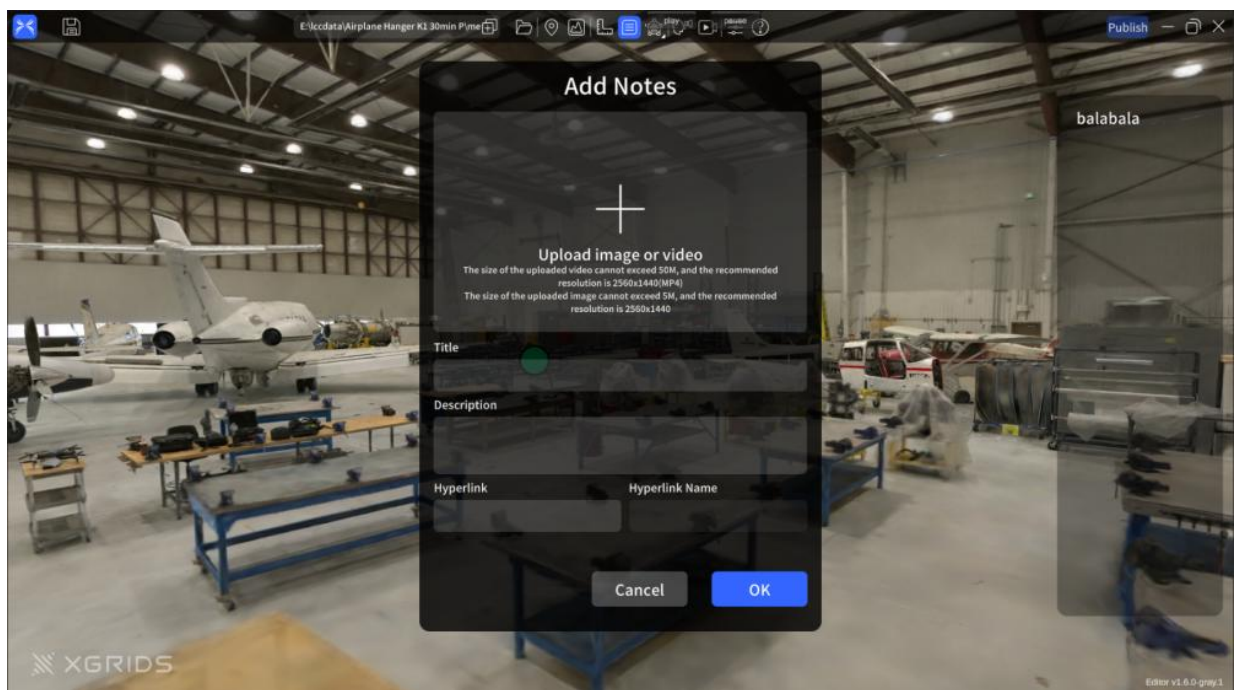 E:\lccdata\Airplane Hanger K1 30min P\me
play
pausen
Publish
Add Notes
balabala
Upload image or video
The size of the uploaded video cannot exceed 50M, and the recommended
resolution is 2560x1440(MP4)
The size of the uploaded image cannot exceed 5M, and the recommended
resolution is 2560x1440
Title
Description
Hyperlink
Hyperlink Name
Cancel
OK
XGRIDS
Editor v1.6.0-gray.1